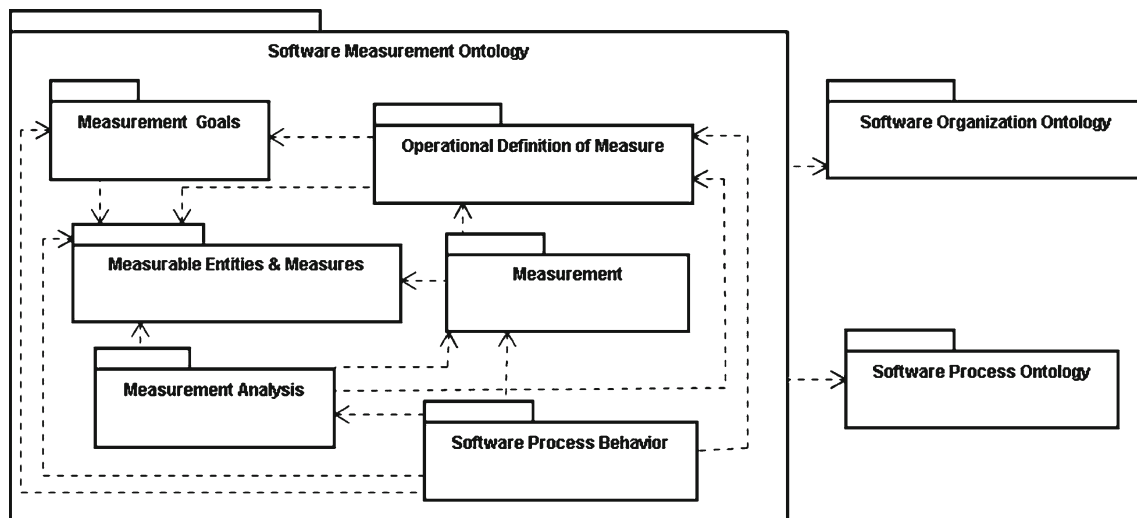 Software Measurement Ontology
Measurement Goals
Operational Definition of Measure
Software Organization Ontology
Measurable Entities & Measures
Measurement
Measurement Analysis
Software Process Ontology
Software Process Behavior